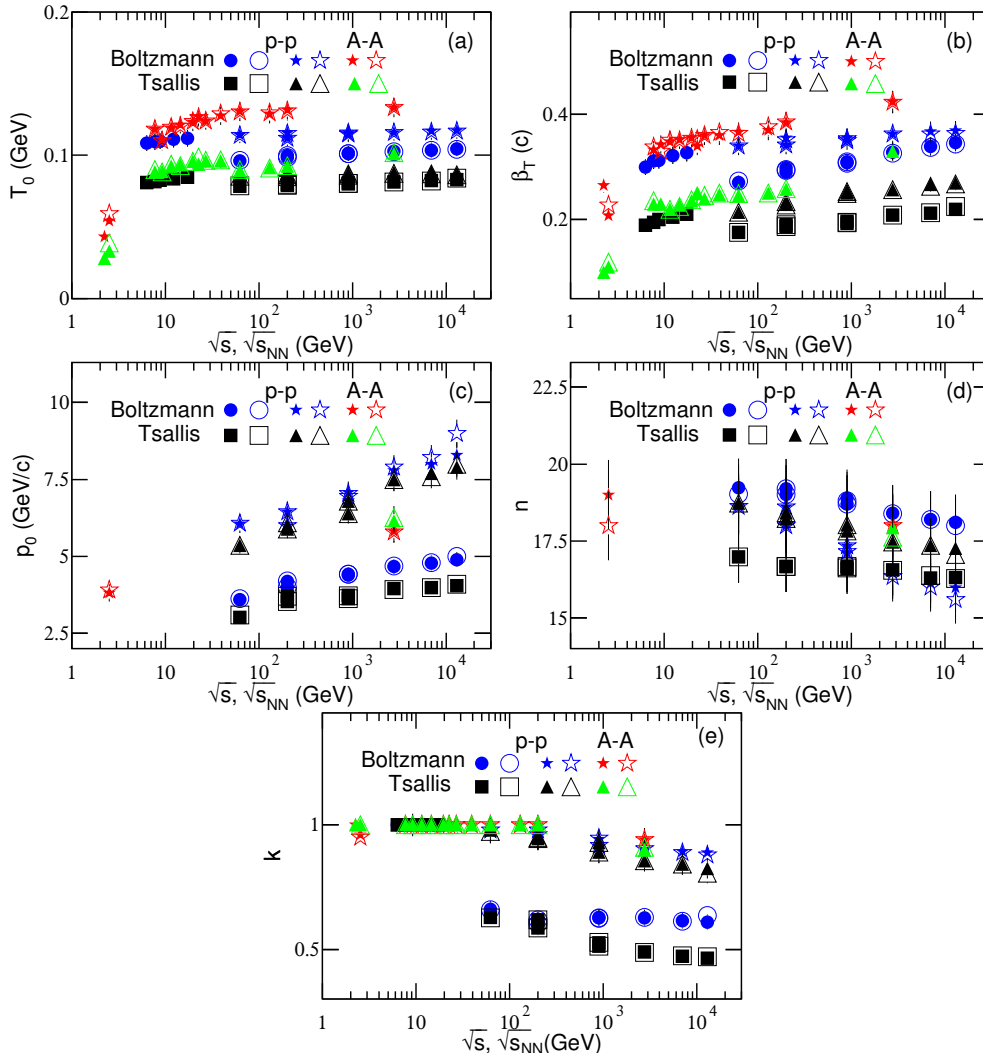 (a)
p-p A-A
Boltzmann
Tsallis
T0 (GeV)
0.2
0.1
0
1 10 10^2 10^3 10^4
√s, √sNN (GeV)
(b)
p-p A-A
Boltzmann
Tsallis
βT (c)
0.4
0.2
1 10 10^2 10^3 10^4
√s, √sNN (GeV)
(c)
p-p A-A
Boltzmann
Tsallis
p0 (GeV/c)
10
7.5
5
2.5
1 10 10^2 10^3 10^4
√s, √sNN (GeV)
(d)
p-p A-A
Boltzmann
Tsallis
n
22.5
20
17.5
15
1 10 10^2 10^3 10^4
√s, √sNN (GeV)
(e)
p-p A-A
Boltzmann
Tsallis
k
1
0.5
1 10 10^2 10^3 10^4
√s, √sNN(GeV)